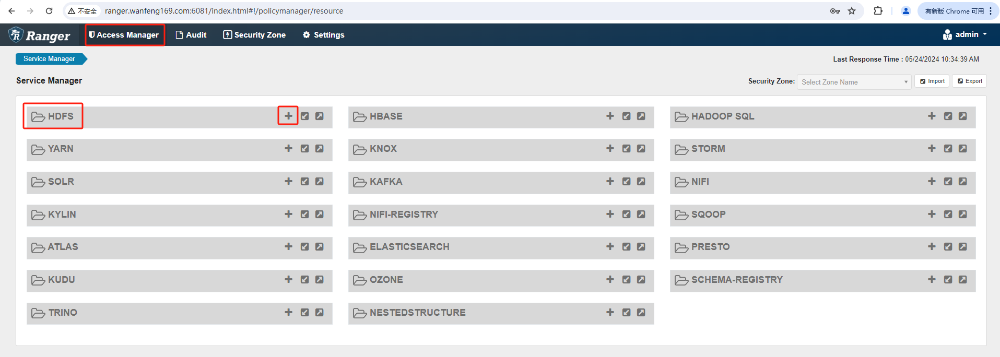 不安全 ranger.wanfeng169.com:6081/index.html#!/policymanager/resource 有新版 Chrome 可用
Ranger Access Manager Audit Security Zone Settings admin
Service Manager Last Response Time : 05/24/2024 10:34:39 AM
Service Manager Security Zone: Select Zone Name Import Export
HDFS HBASE HADOOP SQL
YARN KNOX STORM
SOLR KAFKA NIFI
KYLIN NIFI-REGISTRY SQOOP
ATLAS ELASTICSEARCH PRESTO
KUDU OZONE SCHEMA-REGISTRY
TRINO NESTEDSTRUCTURE